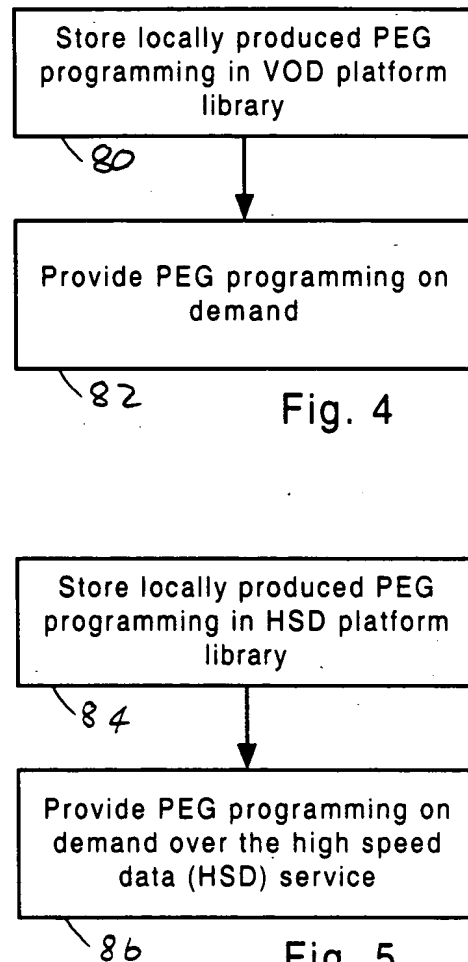 Store locally produced PEG
programming in VOD platform
library
80
Provide PEG programming on
demand
82
Fig. 4
Store locally produced PEG
programming in HSD platform
library
84
Provide PEG programming on
demand over the high speed
data (HSD) service
86
Fig. 5